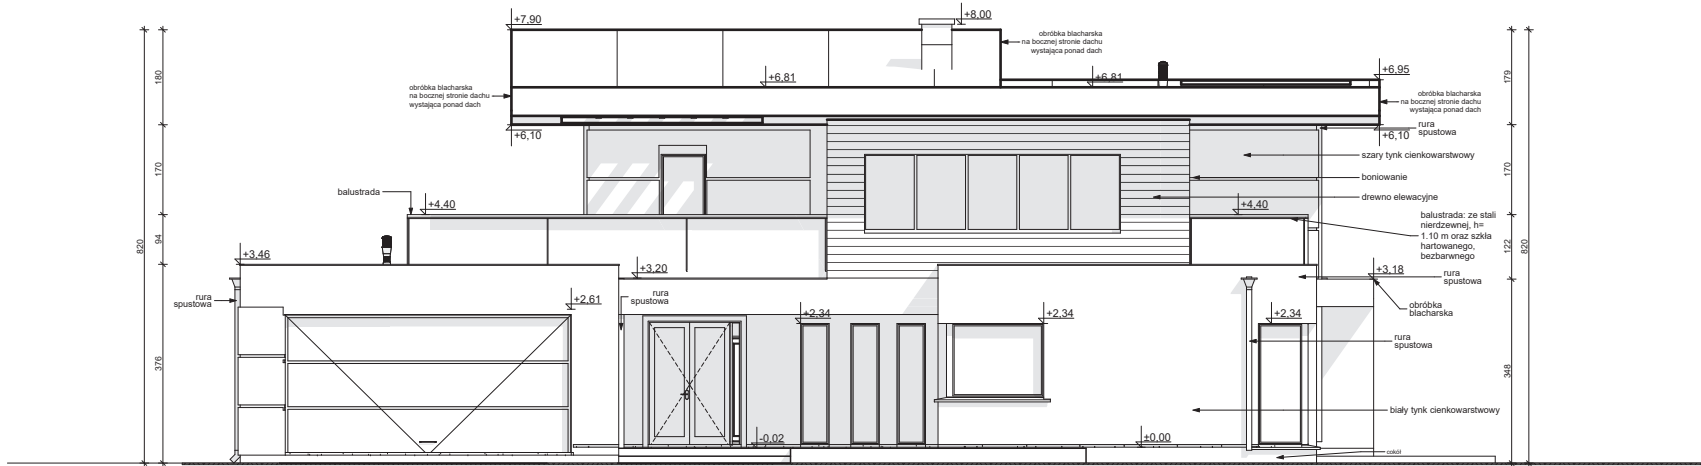 +7,90
+8,00
obróbka blacharska
na bocznej stronie dachu
wystająca ponad dach
+6,81
+6,81
+6,95
obróbka blacharska
na bocznej stronie dachu
wystająca ponad dach
obróbka blacharska
na bocznej stronie dachu
wystająca ponad dach
+6,10
+6,10
rura
spustowa
szary tynk cienkowarstwowy
boniowanie
drewno elewacyjne
balustrada
+4,40
+4,40
balustrada: ze stali
nierdzewnej, h=
1.10 m oraz szkła
hartowanego,
bezbarwnego
+3,46
+3,20
+3,18
rura
spustowa
rura
spustowa
rura
spustowa
+2,61
obróbka
blacharska
+2,34
+2,34
+2,34
rura
spustowa
biały tynk cienkowarstwowy
-0,02
±0,00
cokół
820
180
170
94
376
179
170
122
348
820